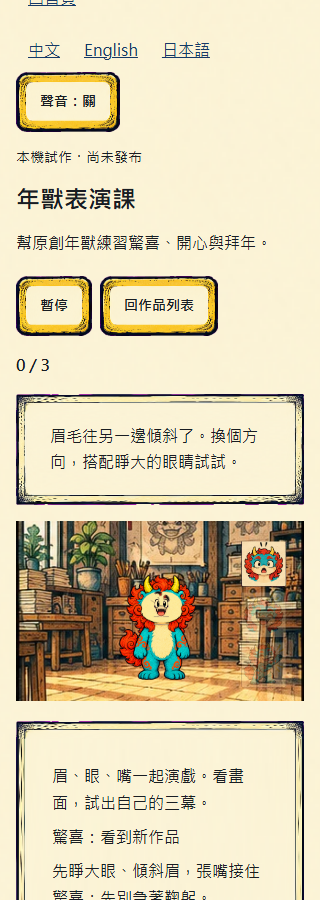 回首頁
中文 English 日本語
聲音：關
本機試作・尚未發布
年獸表演課
幫原創年獸練習驚喜、開心與拜年。
暫停 回作品列表
0 / 3
眉毛往另一邊傾斜了。換個方
向，搭配睜大的眼睛試試。
眉、眼、嘴一起演戲。看畫
面，試出自己的三幕。
驚喜：看到新作品
先睜大眼、傾斜眉，張嘴接住
驚喜；先別急著鞠躬。